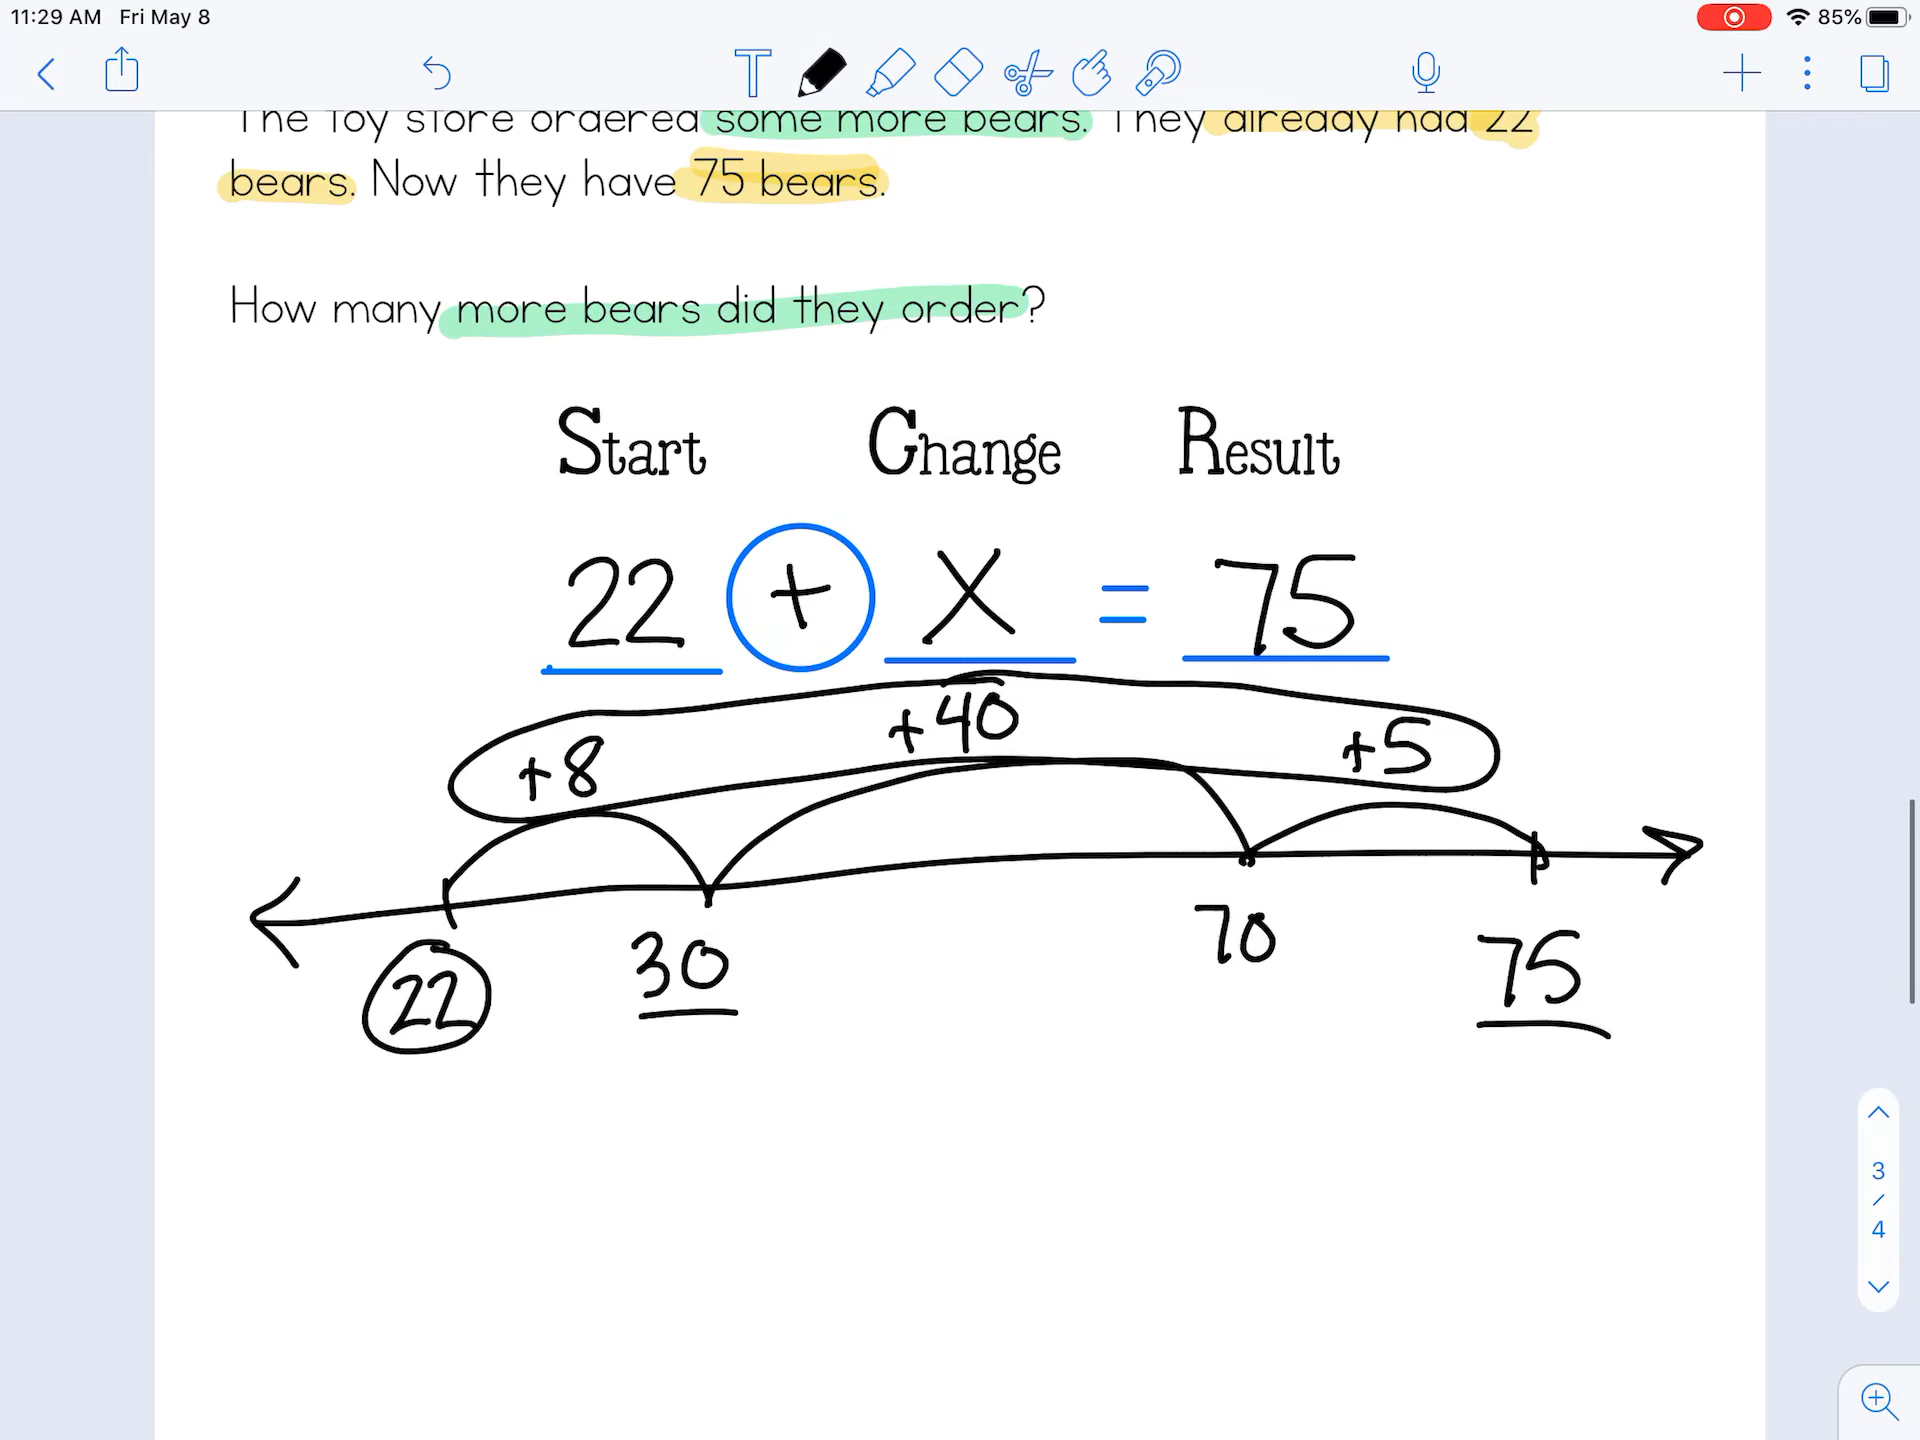 11:29 AM Fri May 8 85%
The toy store ordered some more bears. They already had 22
bears. Now they have 75 bears.
How many more bears did they order?
Start Change Result
22 + X = 75
+8 +40 +5
22 30 70 75
3
/
4